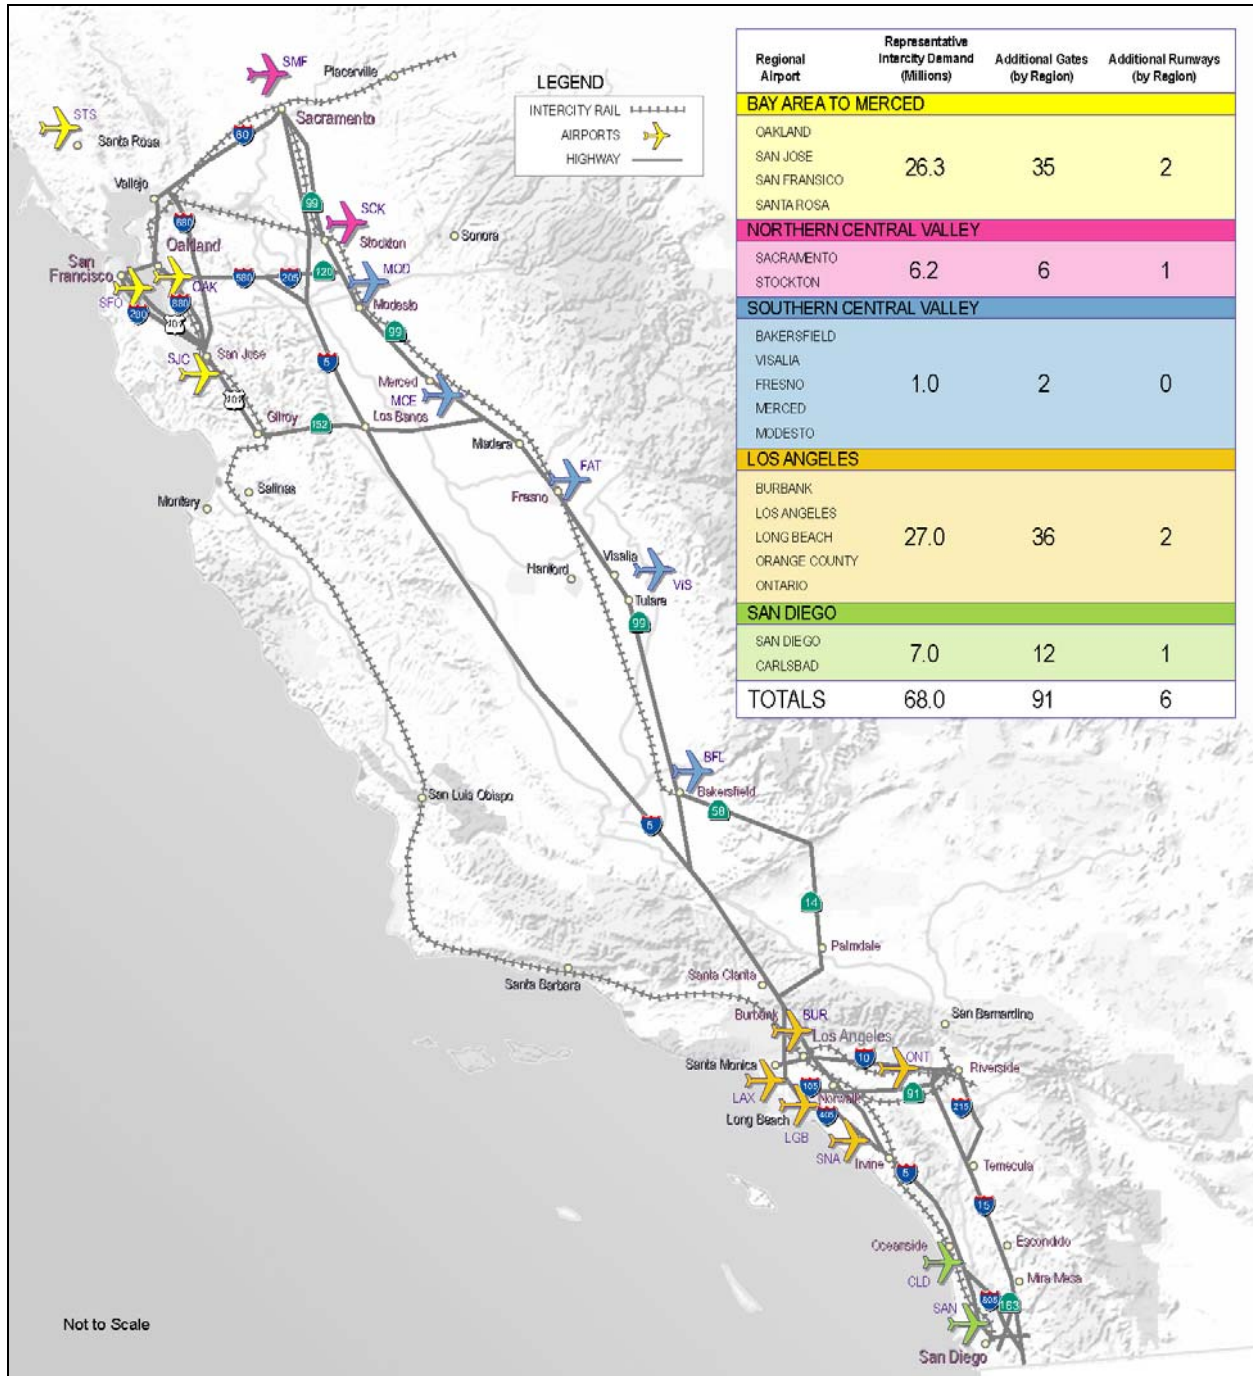 Regional
Airport
Representative
Intercity Demand
(Millions)
Additional Gates
(by Region)
Additional Runways
(by Region)
BAY AREA TO MERCED
OAKLAND
SAN JOSE
SAN FRANSICO
SANTA ROSA
26.3 35 2
NORTHERN CENTRAL VALLEY
SACRAMENTO
STOCKTON
6.2 6 1
SOUTHERN CENTRAL VALLEY
BAKERSFIELD
VISALIA
FRESNO
MERCED
MODESTO
1.0 2 0
LOS ANGELES
BURBANK
LOS ANGELES
LONG BEACH
ORANGE COUNTY
ONTARIO
27.0 36 2
SAN DIEGO
SAN DIEGO
CARLSBAD
7.0 12 1
TOTALS 68.0 91 6
LEGEND
INTERCITY RAIL
AIRPORTS
HIGHWAY
SMF
Placerville
Sacramento
STS
Santa Rosa
80
Vallejo
99
SCK
Stockton
Sonora
680
Oakland
San
Francisco
OAK
SFO
580
205
120
MOD
Modesto
880
280
101
99
SJC
San Jose
5
Merced
MCE
101
Gilroy
152
Los Banos
Madera
Salinas
Montery
FAT
Fresno
Visalia
VIS
Hanford
Tulare
99
BFL
Bakersfield
San Luis Obispo
58
5
14
Palmdale
Santa Clarita
Santa Barbara
Burbank
BUR
San Bernardino
Los Angeles
10
ONT
Santa Monica
Riverside
LAX
105
Norwalk
91
215
Long Beach
405
LGB
SNA
Irvine
5
Temecula
15
Oceanside
Escondido
CLD
Mira Mesa
805
163
SAN
San Diego
Not to Scale